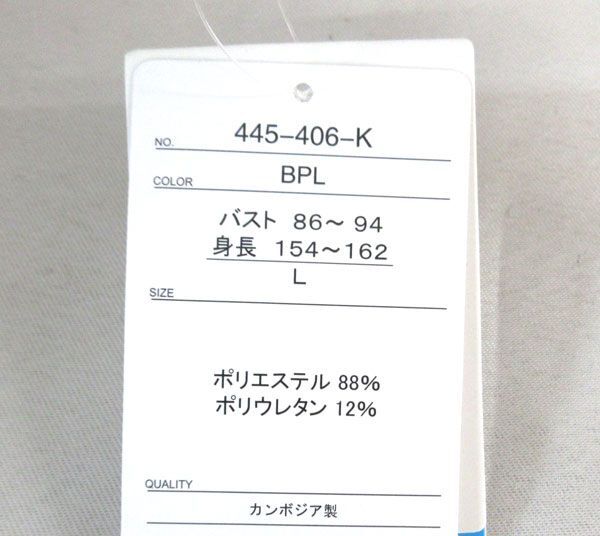 NO. 445-406-K
COLOR BPL
バスト 86～94
身長 154～162
L
SIZE
ポリエステル 88%
ポリウレタン 12%
QUALITY
カンボジア製